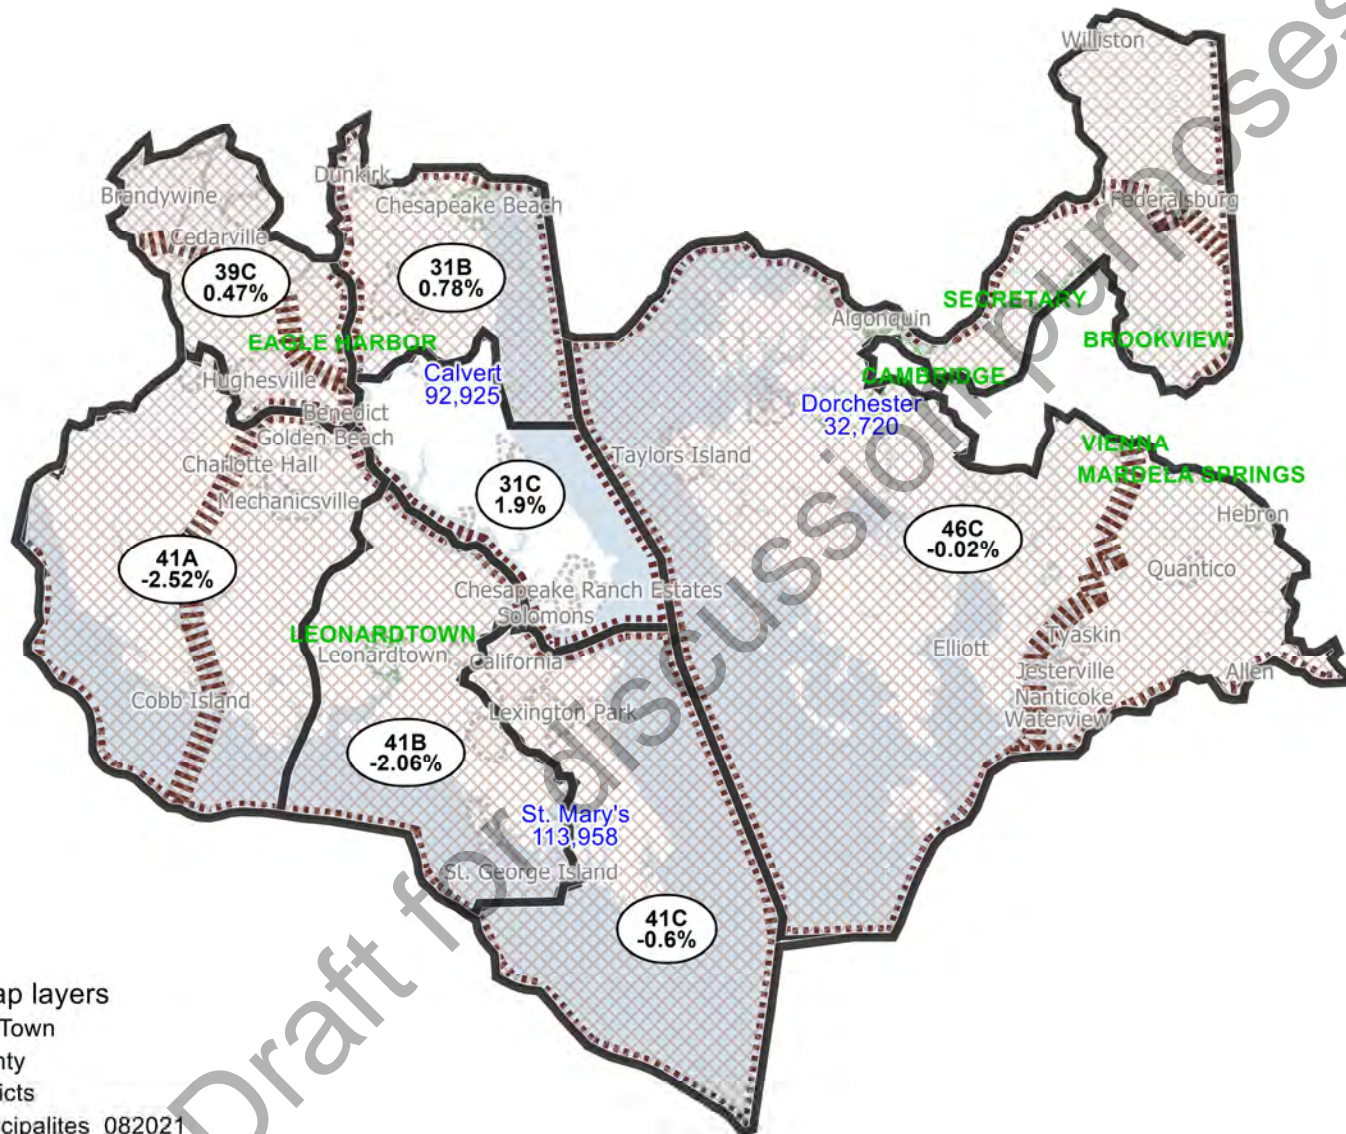 Williston
Brandywine
Dunkirk
Chesapeake Beach
Federalsburg
Cedarville
39C
0.47%
31B
0.78%
SECRETARY
Algonquin
EAGLE HARBOR
BROOKVIEW
Hughesville
Calvert
92,925
CAMBRIDGE
Dorchester
32,720
Benedict
Golden Beach
Charlotte Hall
Mechanicsville
Taylors Island
VIENNA
MARDELA SPRINGS
Hebron
31C
1.9%
46C
-0.02%
41A
-2.52%
Quantico
Chesapeake Ranch Estates
Solomons
LEONARDTOWN
Leonardtown
California
Tyaskin
Elliott
Jesterville
Nanticoke
Waterview
Allen
Cobb Island
Lexington Park
41B
-2.06%
St. Mary's
113,958
St. George Island
41C
-0.6%
ap layers
Town
nty
icts
cipalites_082021
Draft for discussion purposes